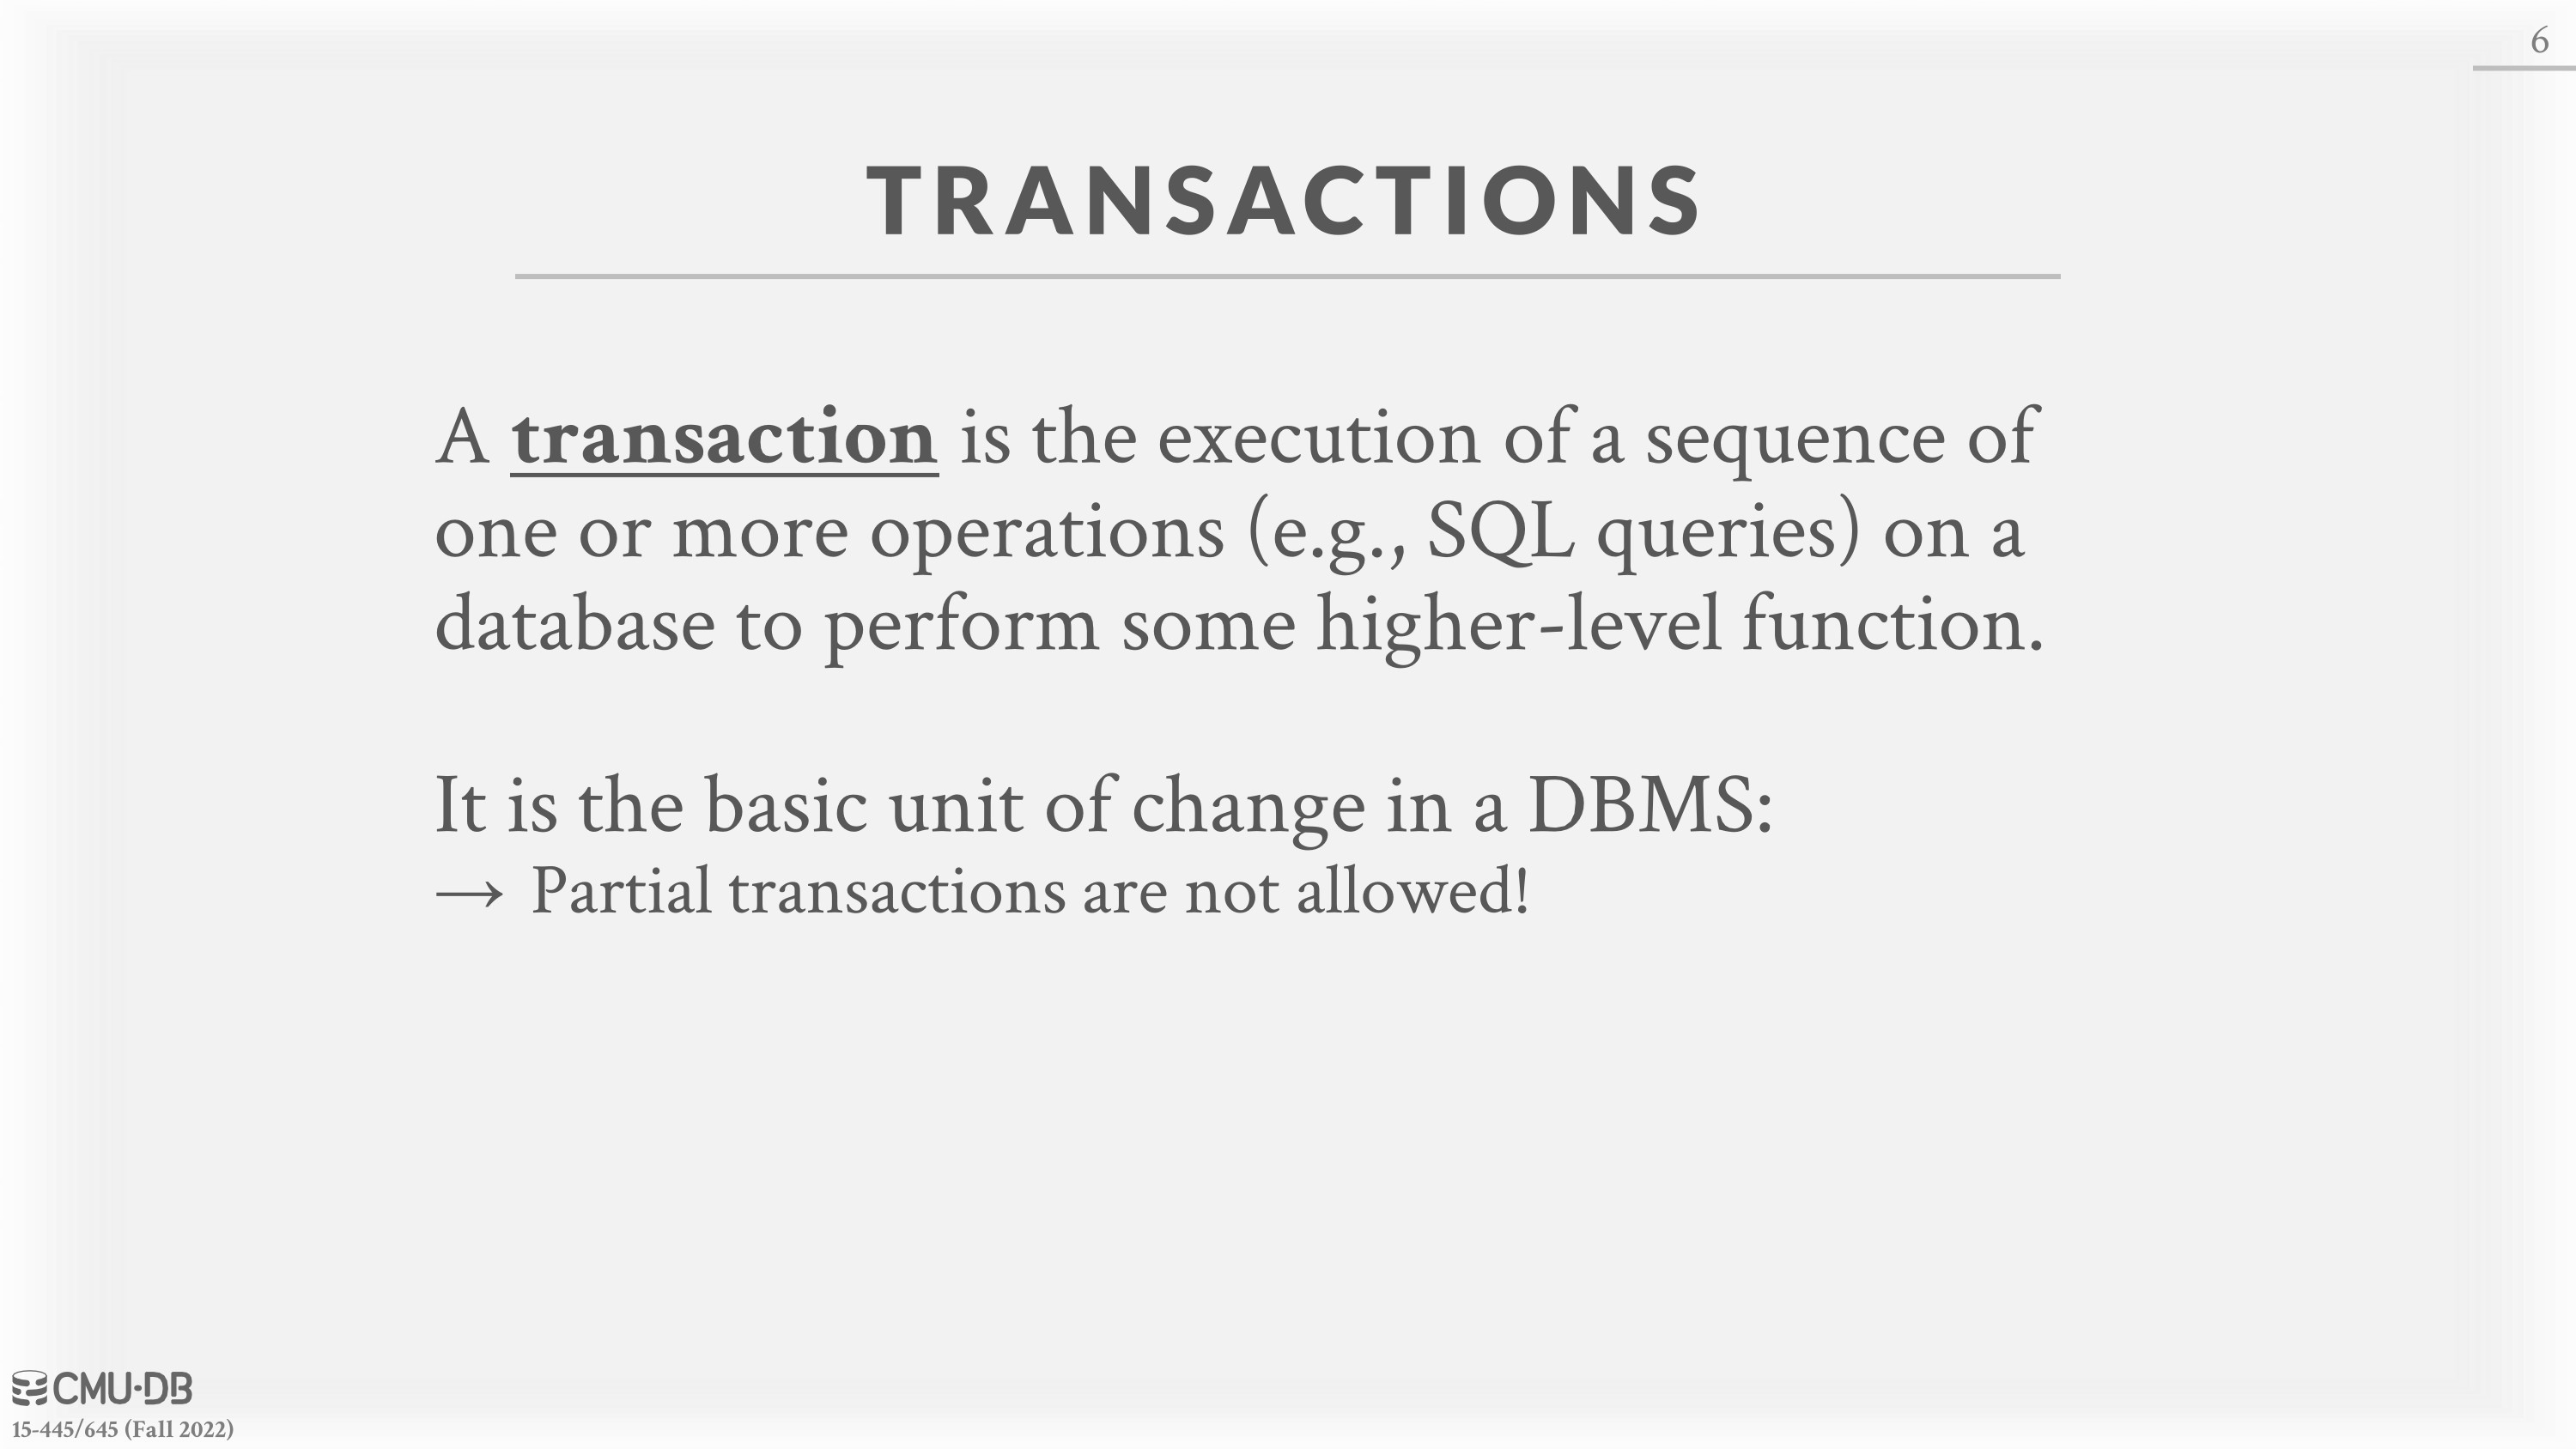 6
TRANSACTIONS
A transaction is the execution of a sequence of
one or more operations (e.g., SQL queries) on a
database to perform some higher-level function.
It is the basic unit of change in a DBMS:
→ Partial transactions are not allowed!
CMU·DB
15-445/645 (Fall 2022)